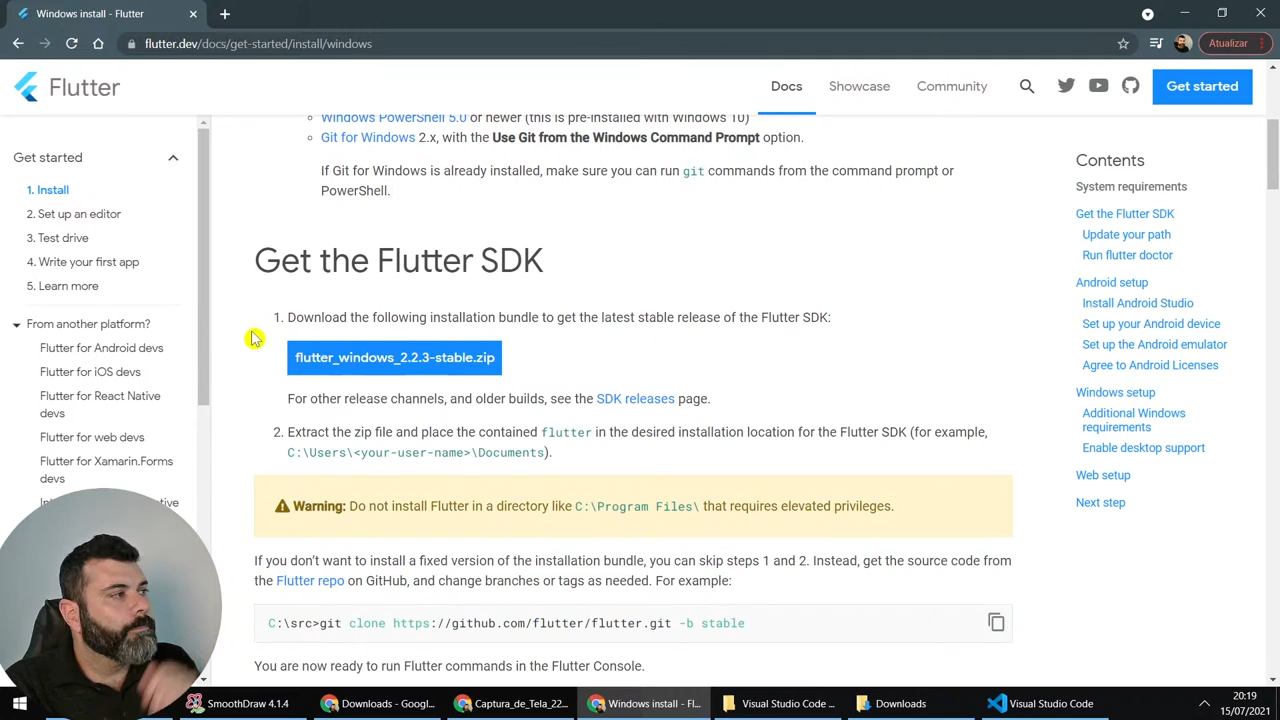 Windows install - Flutter
flutter.dev/docs/get-started/install/windows
Atualizar
Flutter
Docs
Showcase
Community
Get started
Get started
1. Install
2. Set up an editor
3. Test drive
4. Write your first app
5. Learn more
From another platform?
Flutter for Android devs
Flutter for iOS devs
Flutter for React Native
devs
Flutter for web devs
Flutter for Xamarin.Forms
devs
Windows PowerShell 5.0 or newer (this is pre-installed with Windows 10)
Git for Windows 2.x, with the Use Git from the Windows Command Prompt option.
If Git for Windows is already installed, make sure you can run git commands from the command prompt or
PowerShell.
Get the Flutter SDK
1. Download the following installation bundle to get the latest stable release of the Flutter SDK:
flutter_windows_2.2.3-stable.zip
For other release channels, and older builds, see the SDK releases page.
2. Extract the zip file and place the contained flutter in the desired installation location for the Flutter SDK (for example,
C:\Users\<your-user-name>\Documents).
Warning: Do not install Flutter in a directory like C:\Program Files\ that requires elevated privileges.
If you don't want to install a fixed version of the installation bundle, you can skip steps 1 and 2. Instead, get the source code from
the Flutter repo on GitHub, and change branches or tags as needed. For example:
C:\src>git clone https://github.com/flutter/flutter.git -b stable
You are now ready to run Flutter commands in the Flutter Console.
Contents
System requirements
Get the Flutter SDK
Update your path
Run flutter doctor
Android setup
Install Android Studio
Set up your Android device
Set up the Android emulator
Agree to Android Licenses
Windows setup
Additional Windows
requirements
Enable desktop support
Web setup
Next step
SmoothDraw 4.1.4
Downloads - Googl...
Captura_de_Tela_22...
Windows install - Fl...
Visual Studio Code ...
Downloads
Visual Studio Code
20:19
15/07/2021